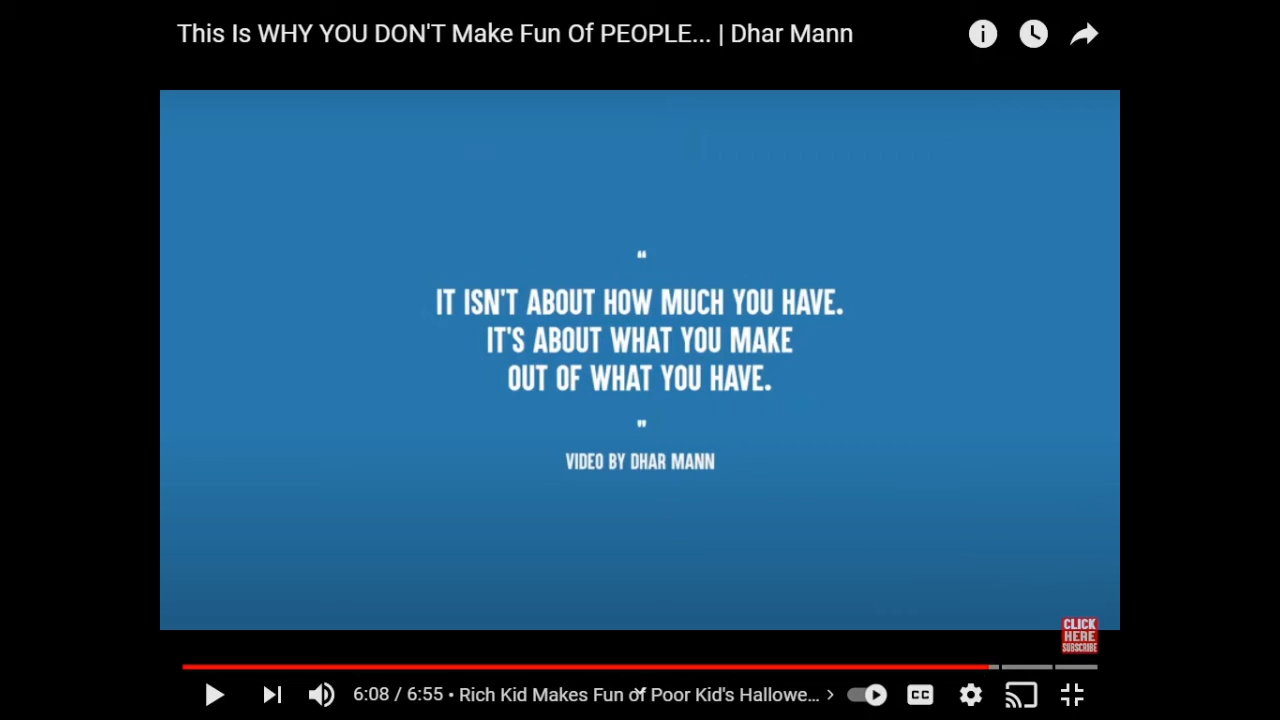 This Is WHY YOU DON'T Make Fun Of PEOPLE... | Dhar Mann
“
IT ISN'T ABOUT HOW MUCH YOU HAVE.
IT'S ABOUT WHAT YOU MAKE
OUT OF WHAT YOU HAVE.
”
VIDEO BY DHAR MANN
CLICK
HERE
SUBSCRIBE
6:08 / 6:55 • Rich Kid Makes Fun of Poor Kid's Hallowe... >
CC